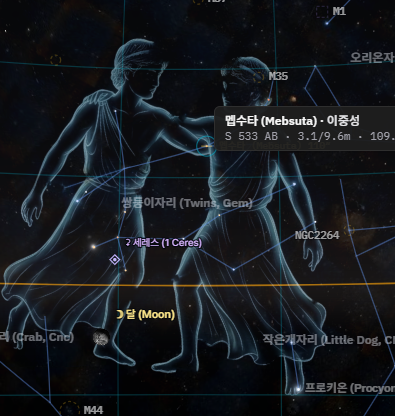 M1
오리온자
M35
멥수타 (Mebsuta) · 이중성
S 533 AB · 3.1/9.6m · 109.
쌍둥이자리 (Twins, Gem)
NGC2264
⚳ 세레스 (1 Ceres)
☽ 달 (Moon)
리 (Crab, Cnc)
작은개자리 (Little Dog, C
프로키온 (Procyon
M44